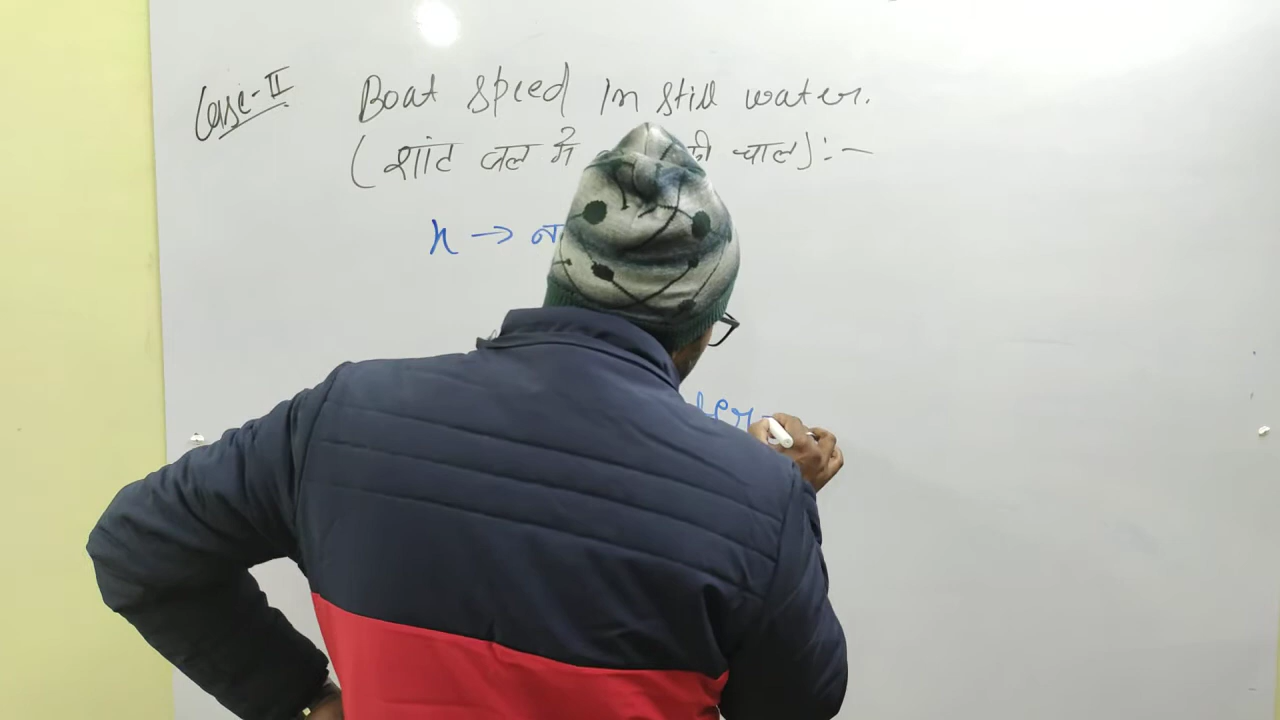 Case-II Boat speed In still water.
(शांट जल मे की चाल):-
x →